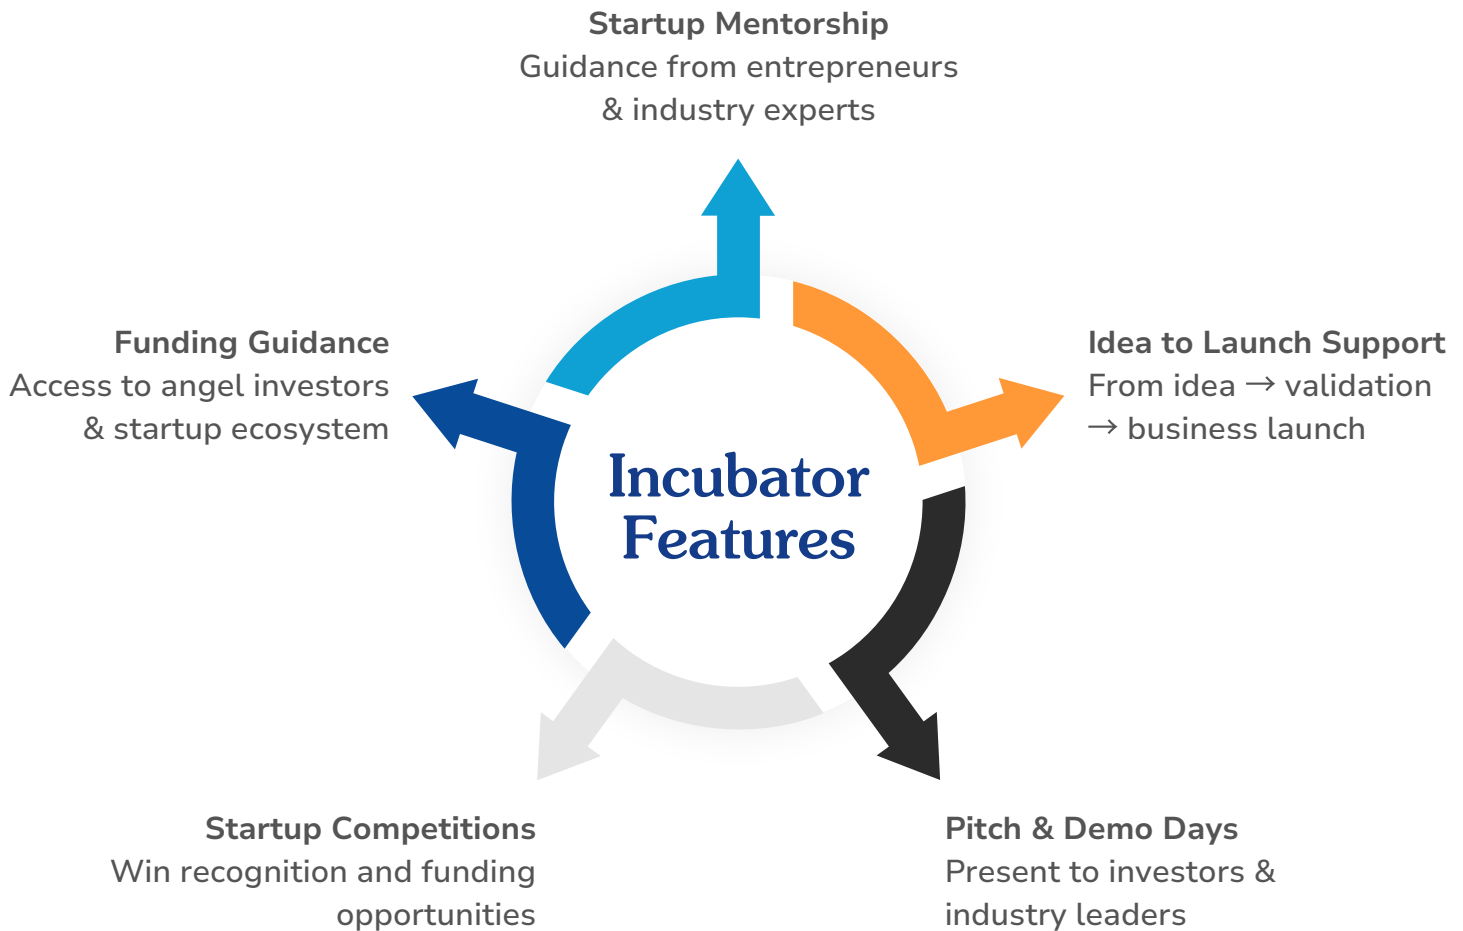 Startup Mentorship
Guidance from entrepreneurs
& industry experts
Funding Guidance
Access to angel investors
& startup ecosystem
Idea to Launch Support
From idea → validation
→ business launch
Incubator
Features
Startup Competitions
Win recognition and funding
opportunities
Pitch & Demo Days
Present to investors &
industry leaders